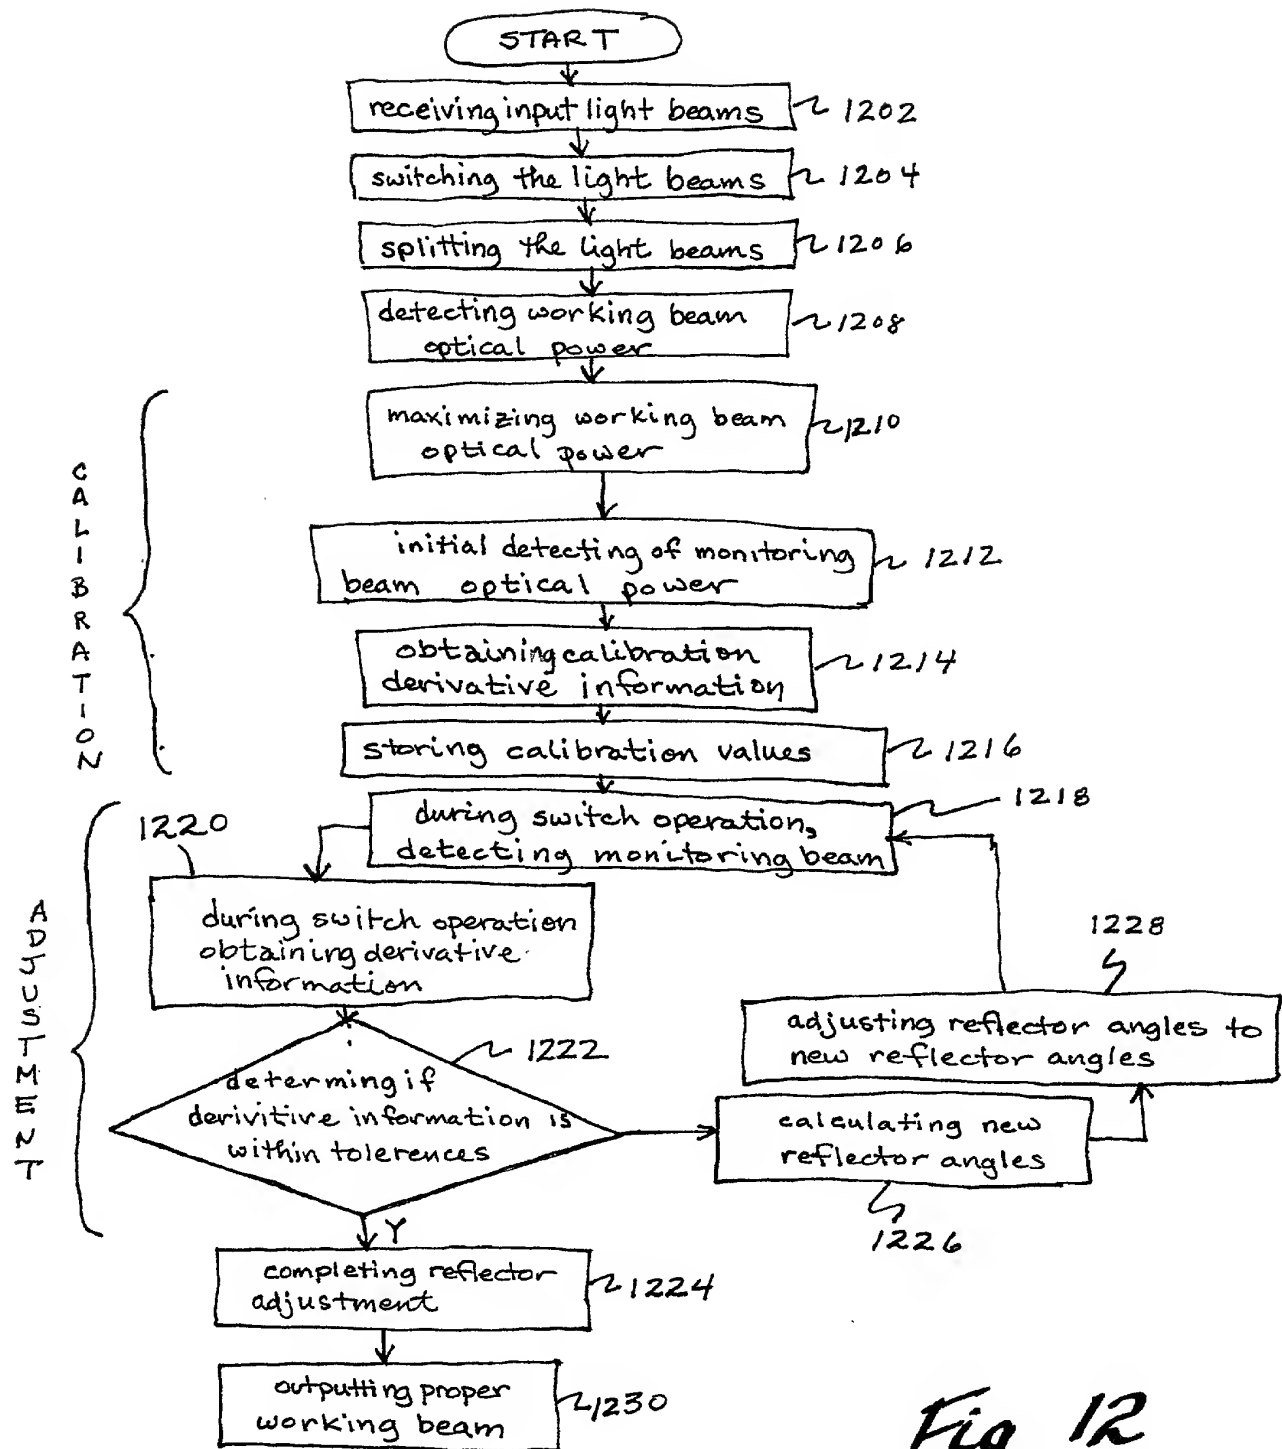 START
receiving input light beams
1202
switching the light beams
1204
splitting the light beams
1206
detecting working beam
optical power
1208
CALIBRATION
maximizing working beam
optical power
1210
initial detecting of monitoring
beam optical power
1212
obtaining calibration
derivative information
1214
storing calibration values
1216
ADJUSTMENT
during switch operation,
detecting monitoring beam
1218
1220
during switch operation
obtaining derivative
information
1222
determing if
derivitive information is
within tolerences
1228
adjusting reflector angles to
new reflector angles
calculating new
reflector angles
1226
Y
completing reflector
adjustment
1224
outputting proper
working beam
1230
Fig 12